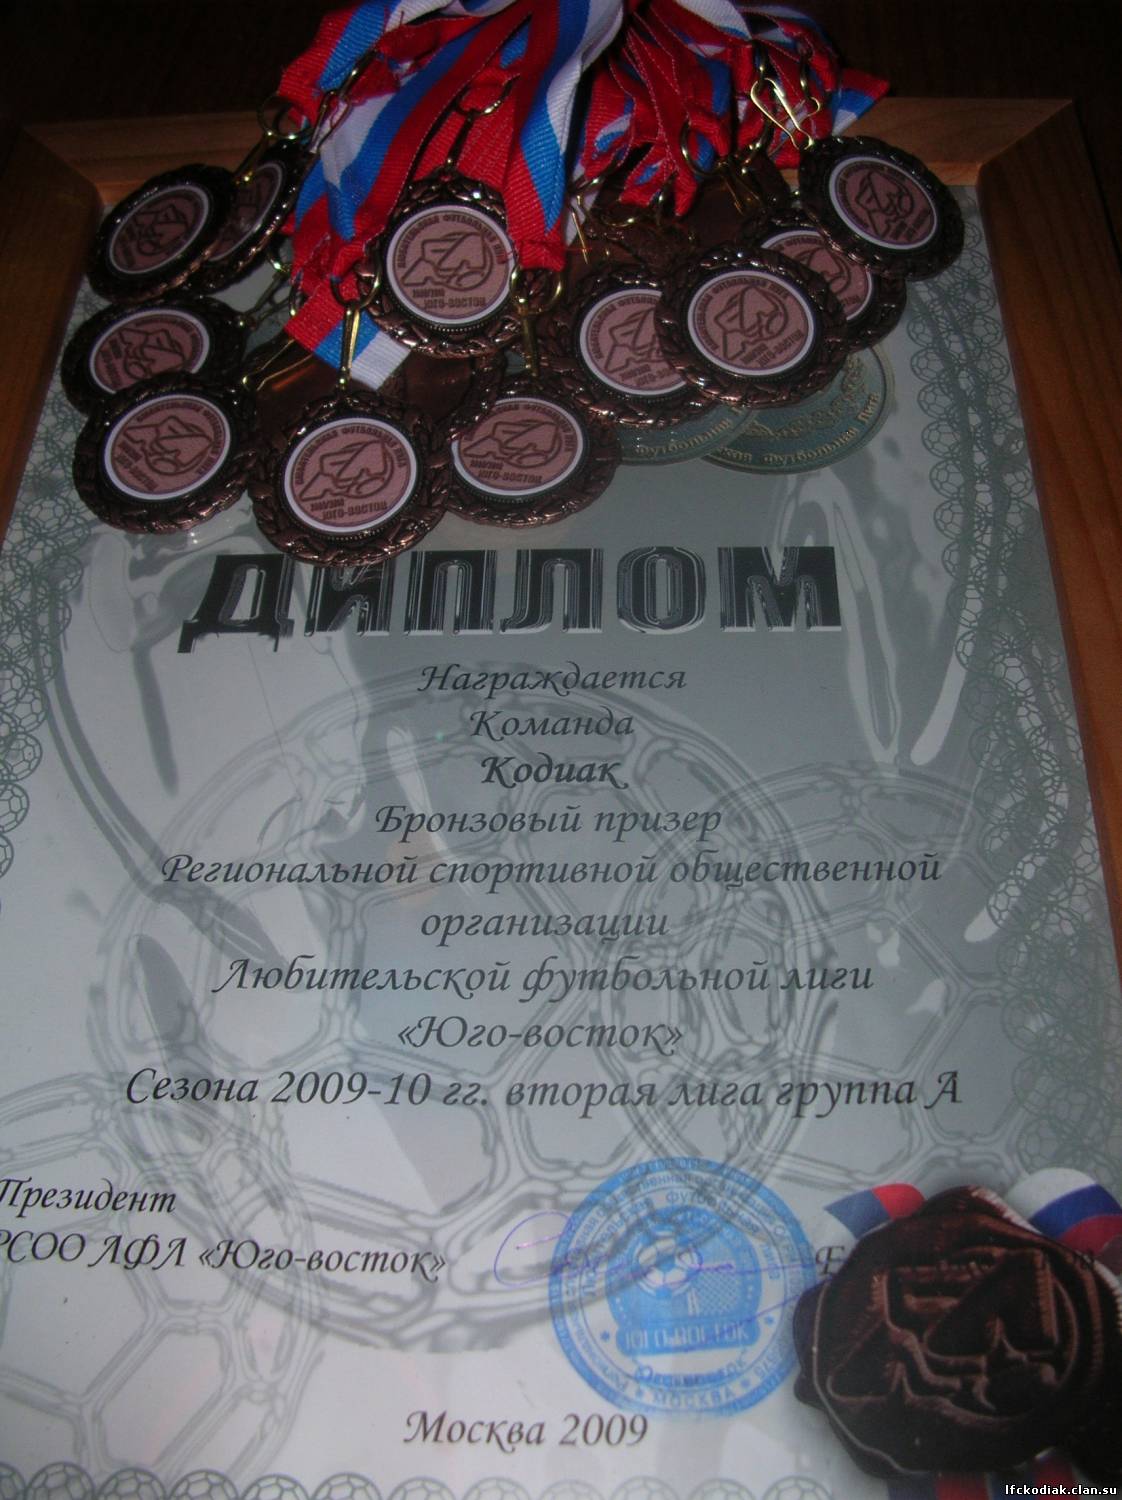 ДИПЛОМ
Награждается
Команда
Кодиак
Бронзовый призер
Региональной спортивной общественной
организации
Любительской футбольной лиги
«Юго-восток»
Сезона 2009-10 гг. вторая лига группа А
Президент
РСОО ЛФЛ «Юго-восток»
МОСКВА
Москва 2009
lfckodiak.clan.su